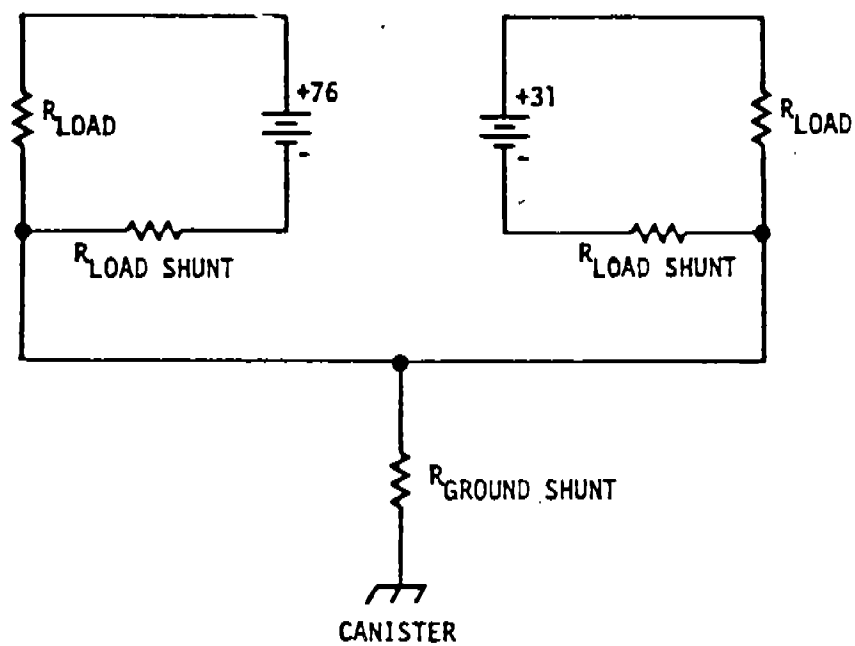 +76
+31
R LOAD
R LOAD
-
-
R LOAD SHUNT
R LOAD SHUNT
R GROUND SHUNT
CANISTER